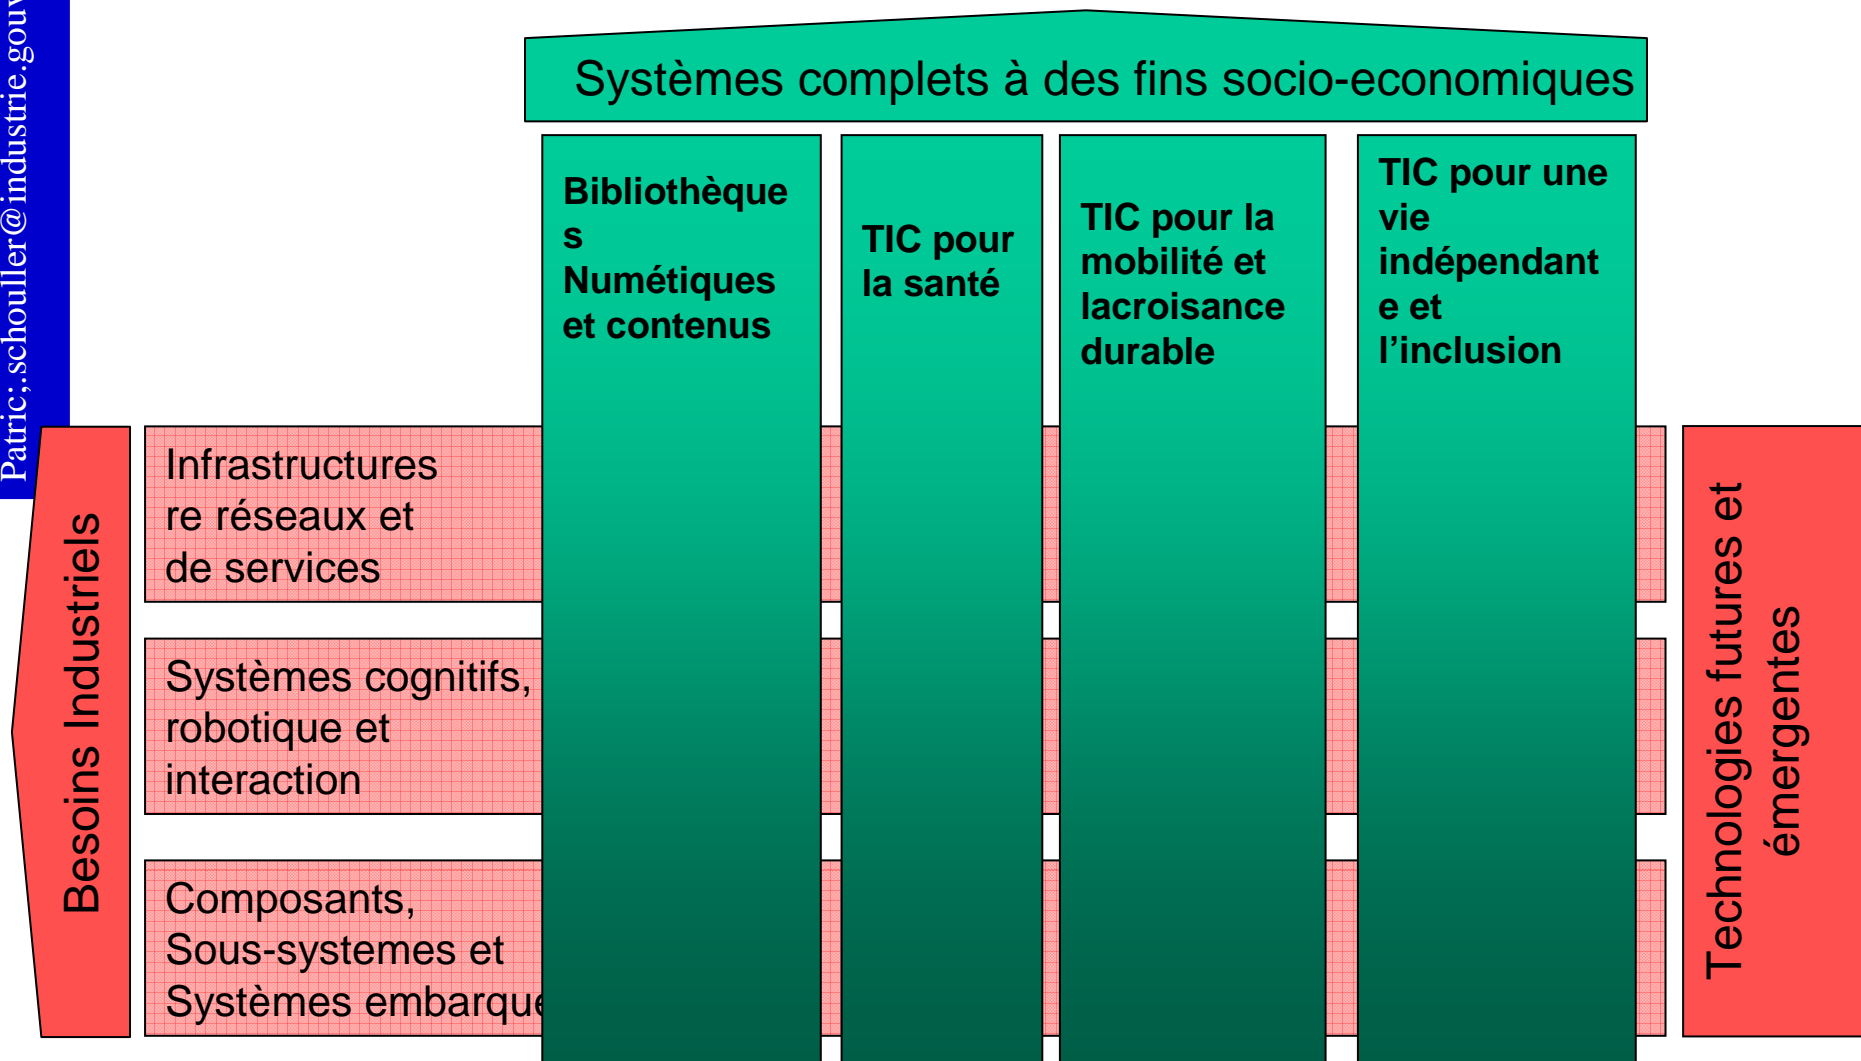 Patric;.schouller@industrie.gouv
Systèmes complets à des fins socio-economiques
Bibliothèque
s
Numétiques
et contenus
TIC pour
la santé
TIC pour la
mobilité et
lacroisance
durable
TIC pour une
vie
indépendant
e et
l’inclusion
Besoins Industriels
Infrastructures
re réseaux et
de services
Systèmes cognitifs,
robotique et
interaction
Composants,
Sous-systemes et
Systèmes embarqué
Technologies futures et
émergentes